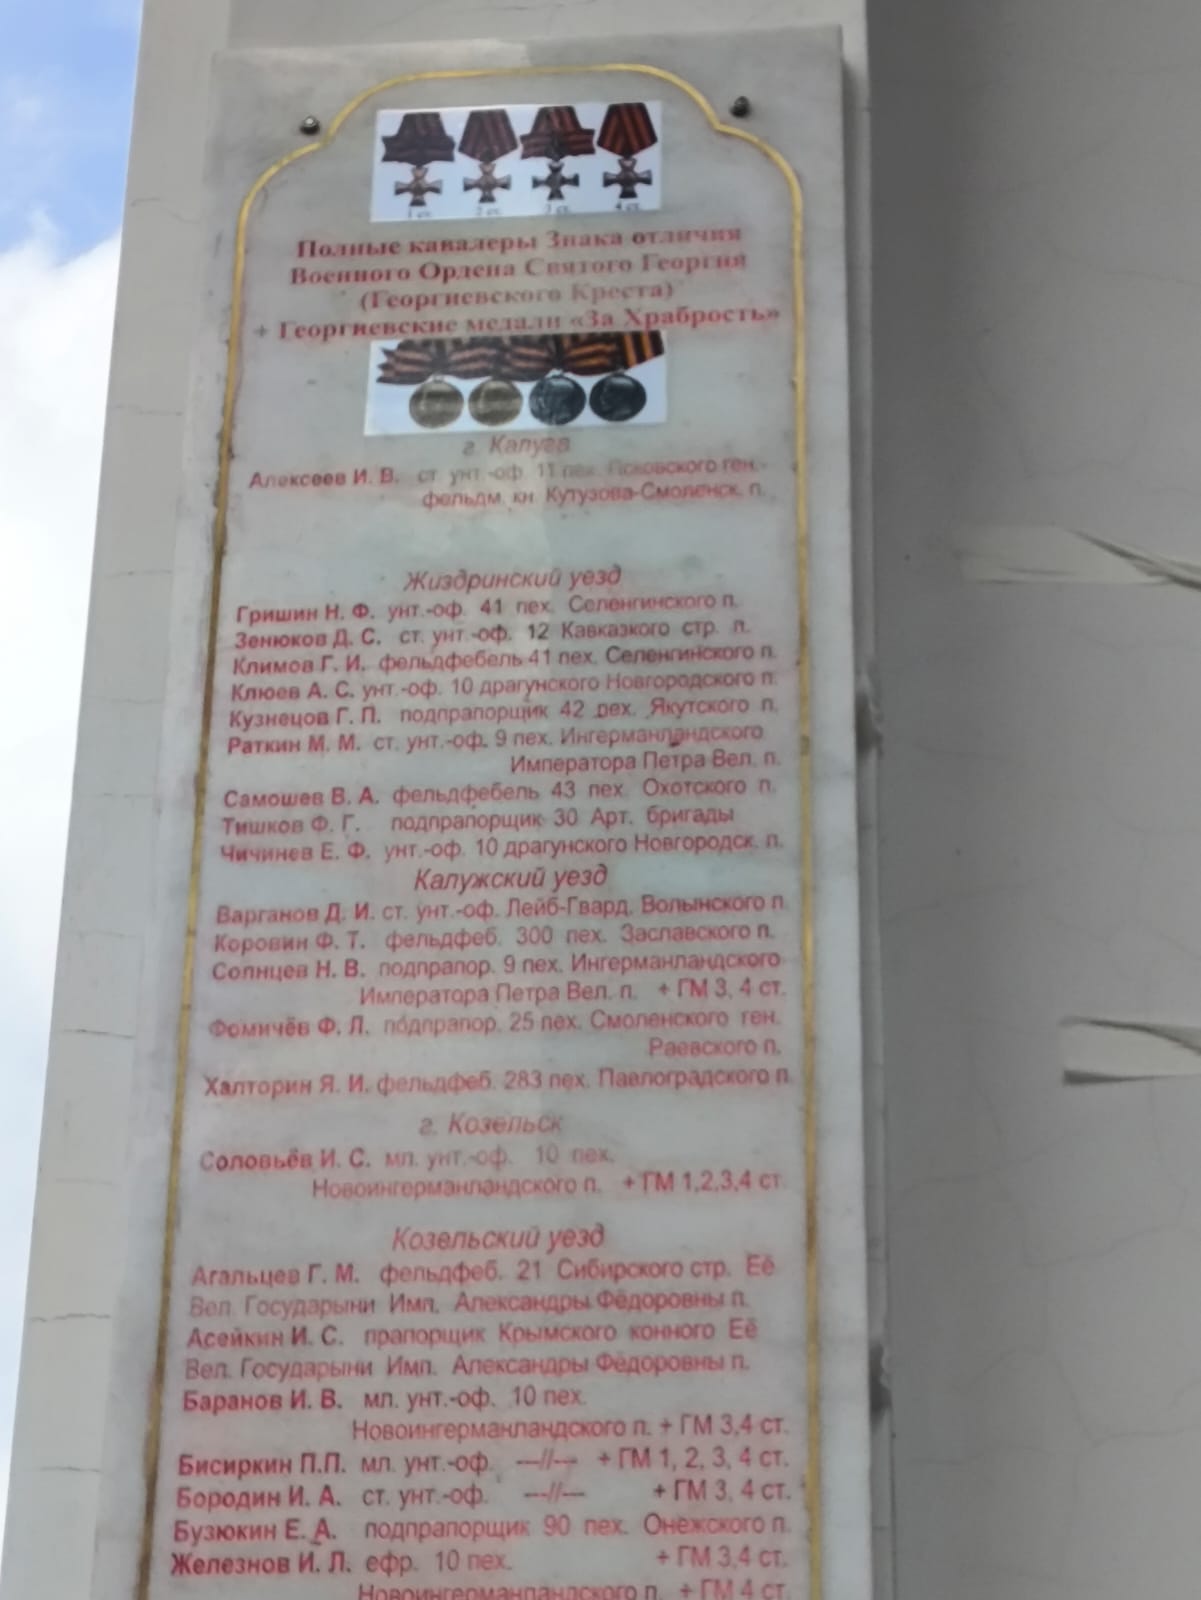 1 ст. 2 ст. 3 ст. 4 ст.
Полные кавалеры Знака отличия
Военного Ордена Святого Георгия
(Георгиевского Креста)
+ Георгиевские медали «За Храбрость»
г. Калуга
Алексеев И. В. ст. унт.-оф. 11 пех. Псковского ген.-
фельдм. кн. Кутузова-Смоленск. п.
Жиздринский уезд
Гришин Н. Ф. унт.-оф. 41 пех. Селенгинского п.
Зенюков Д. С. ст. унт.-оф. 12 Кавказкого стр. п.
Климов Г. И. фельдфебель 41 пех. Селенгинского п.
Клюев А. С. унт.-оф. 10 драгунского Новгородского п.
Кузнецов Г. П. подпрапорщик 42 пех. Якутского п.
Раткин М. М. ст. унт.-оф. 9 пех. Ингерманландского
Императора Петра Вел. п.
Самошев В. А. фельдфебель 43 пех. Охотского п.
Тишков Ф. Г. подпрапорщик 30 Арт. бригады
Чичинев Е. Ф. унт.-оф. 10 драгунского Новгородск. п.
Калужский уезд
Варганов Д. И. ст. унт.-оф. Лейб-Гвард. Волынского п.
Коровин Ф. Т. фельдфеб. 300 пех. Заславского п.
Солнцев Н. В. подпрапор. 9 пех. Ингерманландского
Императора Петра Вел. п. + ГМ 3, 4 ст.
Фомичёв Ф. Л. подпрапор. 25 пех. Смоленского ген.
Раевского п.
Халторин Я. И. фельдфеб. 283 пех. Павлоградского п.
г. Козельск
Соловьёв И. С. мл. унт.-оф. 10 пех.
Новоингерманландского п. + ГМ 1,2,3,4 ст.
Козельский уезд
Агальцев Г. М. фельдфеб. 21 Сибирского стр. Её
Вел. Государыни Имп. Александры Фёдоровны п.
Асейкин И. С. прапорщик Крымского конного Её
Вел. Государыни Имп. Александры Фёдоровны п.
Баранов И. В. мл. унт.-оф. 10 пех.
Новоингерманландского п. + ГМ 3,4 ст.
Бисиркин П.П. мл. унт.-оф. —//— + ГМ 1, 2, 3, 4 ст.
Бородин И. А. ст. унт.-оф. —//— + ГМ 3, 4 ст.
Бузюкин Е. А. подпрапорщик 90 пех. Онежского п.
Железнов И. Л. ефр. 10 пех. + ГМ 3,4 ст.
Новоингерманландского п. + ГМ 4 ст.